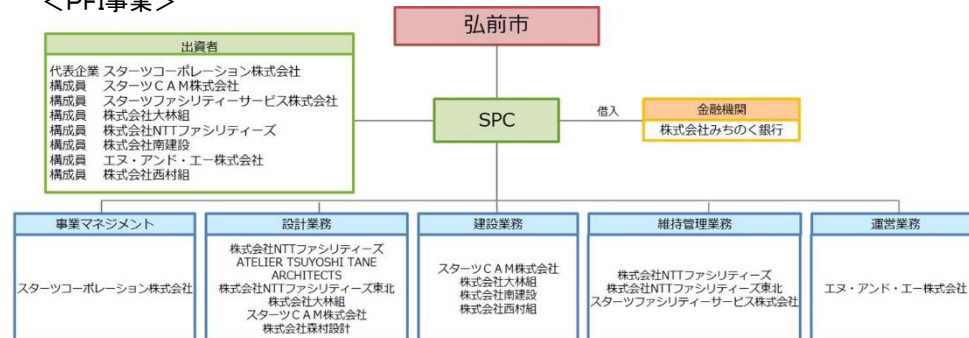 <PFI事業>
弘前市
出資者
代表企業 スターツコーポレーション株式会社
構成員 スターツCAM株式会社
構成員 スターツファシリティーサービス株式会社
構成員 株式会社大林組
構成員 株式会社NTTファシリティーズ
構成員 株式会社南建設
構成員 エヌ・アンド・エー株式会社
構成員 株式会社西村組
SPC
借入
金融機関
株式会社みちのく銀行
事業マネジメント
スターツコーポレーション株式会社
設計業務
株式会社NTTファシリティーズ
ATELIER TSUYOSHI TANE
ARCHITECTS
株式会社NTTファシリティーズ東北
株式会社大林組
スターツCAM株式会社
株式会社森村設計
建設業務
スターツCAM株式会社
株式会社大林組
株式会社南建設
株式会社西村組
維持管理業務
株式会社NTTファシリティーズ
株式会社NTTファシリティーズ東北
スターツファシリティーサービス株式会社
運営業務
エヌ・アンド・エー株式会社